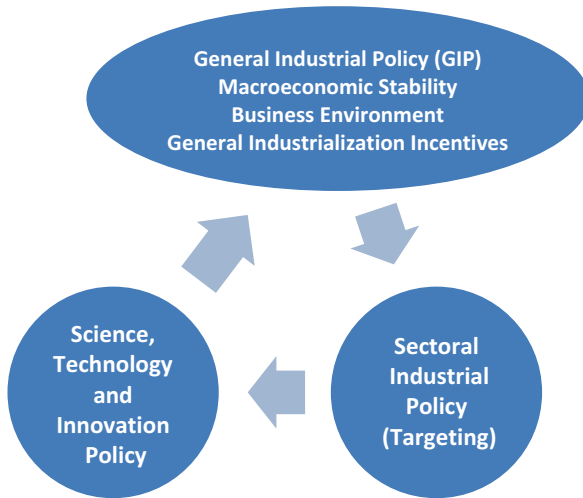 General Industrial Policy (GIP)
Macroeconomic Stability
Business Environment
General Industrialization Incentives
Science,
Technology
and
Innovation
Policy
Sectoral
Industrial
Policy
(Targeting)